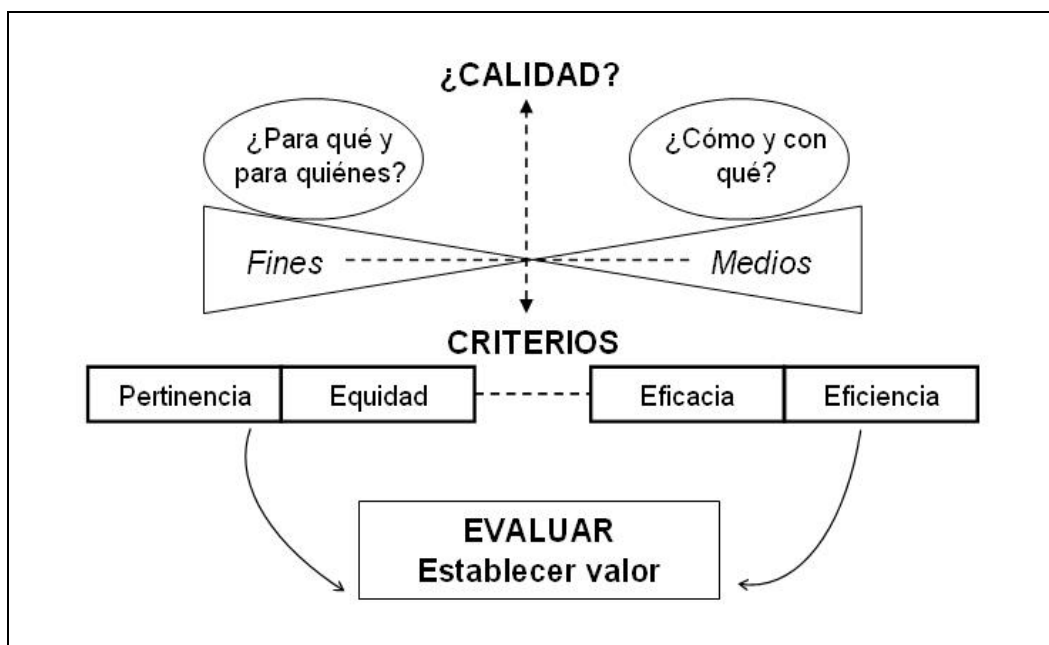 ¿CALIDAD?
¿Para qué y
para quiénes?
¿Cómo y con
qué?
Fines
Medios
CRITERIOS
Pertinencia
Equidad
Eficacia
Eficiencia
EVALUAR
Establecer valor